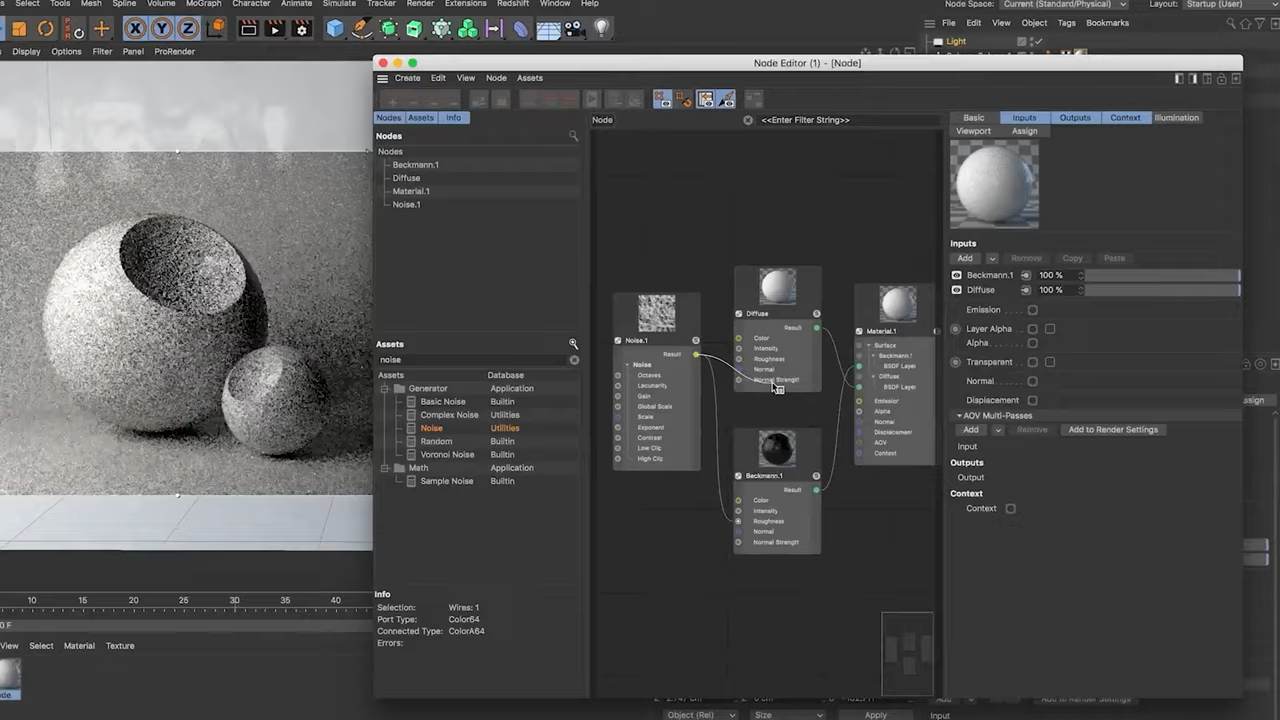 Select Tools Mesh Spline Volume MoGraph Character Animate Simulate Tracker Render Extensions Redshift Window Help
Node Space: Current (Standard/Physical) Layout: Startup (User)
File Edit View Object Tags Bookmarks
X Y Z
Light
Display Options Filter Panel ProRender
Node Editor (1) - [Node]
Create Edit View Node Assets
Nodes Assets Info
Node
<<Enter Filter String>>
Basic Inputs Outputs Context Illumination
Viewport Assign
Nodes
Nodes
Beckmann.1
Diffuse
Material.1
Noise.1
Inputs
Add Remove Copy Paste
Beckmann.1 100 %
Diffuse 100 %
Emission
Layer Alpha
Alpha
Transparent
Normal
Displacement
AOV Multi-Passes
Add Remove Add to Render Settings
Input
Outputs
Output
Context
Context
Noise.1
Result
Noise
Octaves
Lacunarity
Gain
Global Scale
Scale
Exponent
Contrast
Low Clip
High Clip
Diffuse
Result
Color
Intensity
Roughness
Normal
Normal Strength
Beckmann.1
Result
Color
Intensity
Roughness
Normal
Normal Strength
Material.1
Surface
Beckmann.1
BSDF Layer
Diffuse
BSDF Layer
Emission
Alpha
Normal
Displacement
AOV
Context
Assets
noise
Assets Database
Generator Application
Basic Noise Builtin
Complex Noise Utilities
Noise Utilities
Random Builtin
Voronoi Noise Builtin
Math Application
Sample Noise Builtin
Info
Selection: Wires: 1
Port Type: Color64
Connected Type: ColorA64
Errors:
10 20 25 30 35 40
0 F
View Select Material Texture
Object (Rel) Size Apply
Add to Render Settings
Input